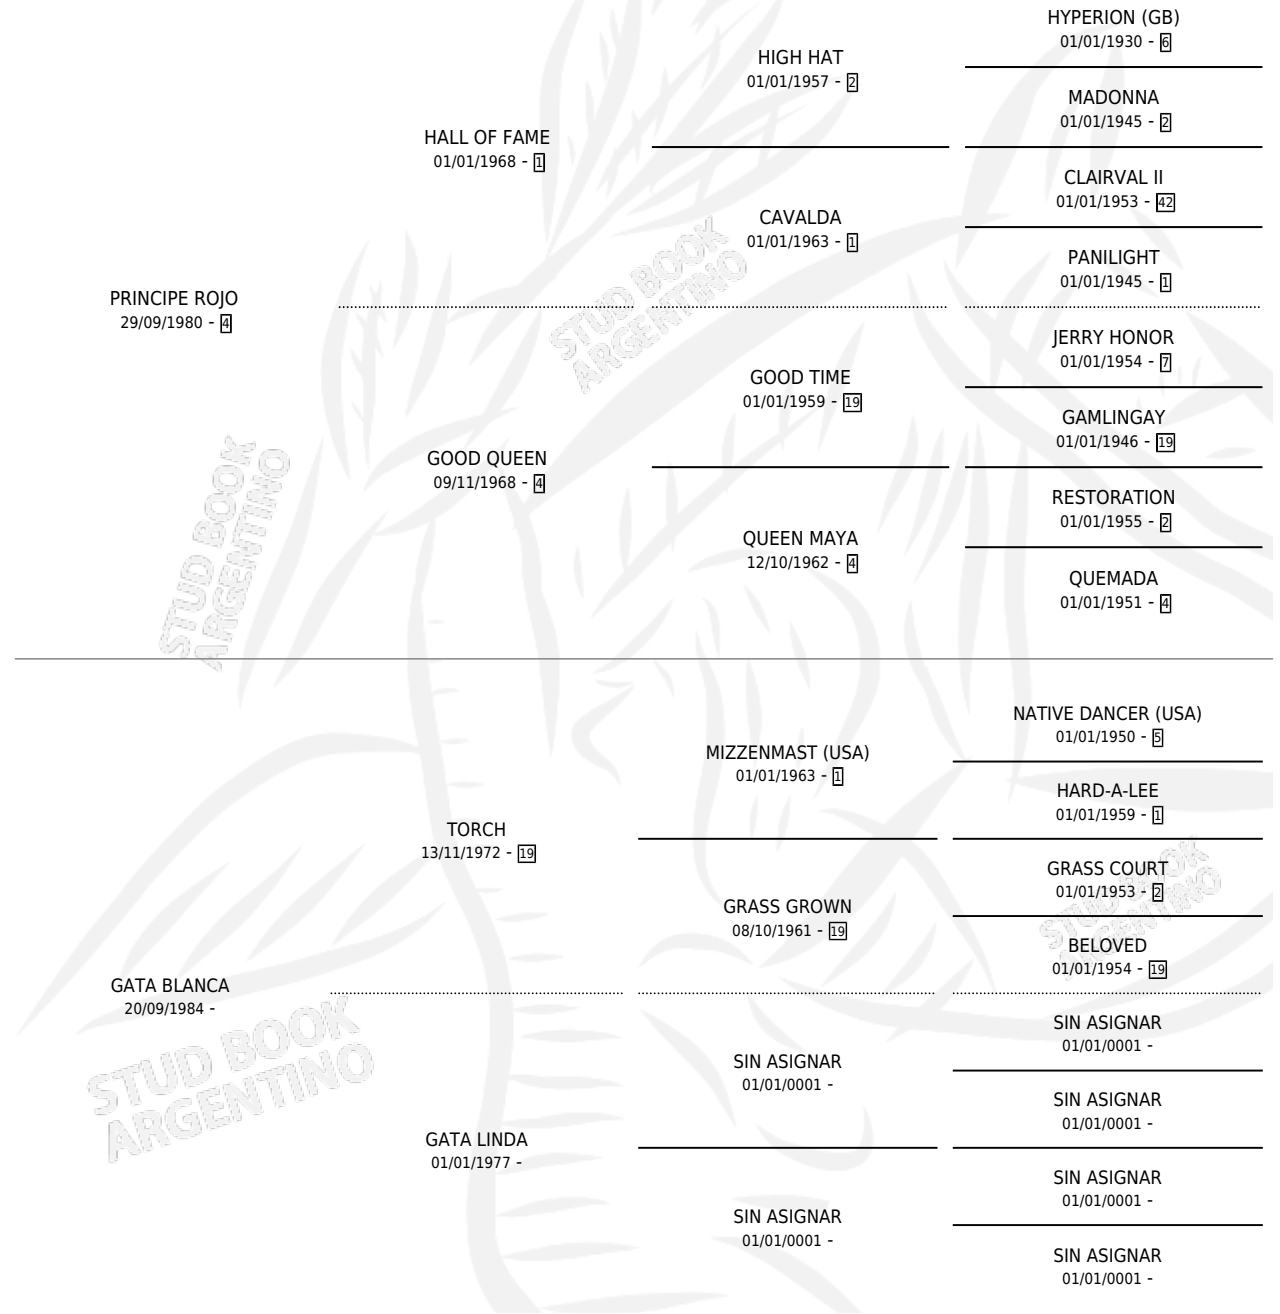 HYPERION (GB)
01/01/1930 - 6
HIGH HAT
01/01/1957 - 2
MADONNA
01/01/1945 - 2
HALL OF FAME
01/01/1968 - 1
CLAIRVAL II
01/01/1953 - 42
CAVALDA
01/01/1963 - 1
PANILIGHT
01/01/1945 - 1
PRINCIPE ROJO
29/09/1980 - 4
JERRY HONOR
01/01/1954 - 7
GOOD TIME
01/01/1959 - 19
GAMLINGAY
01/01/1946 - 19
GOOD QUEEN
09/11/1968 - 4
RESTORATION
01/01/1955 - 2
QUEEN MAYA
12/10/1962 - 4
QUEMADA
01/01/1951 - 4
NATIVE DANCER (USA)
01/01/1950 - 5
MIZZENMAST (USA)
01/01/1963 - 1
HARD-A-LEE
01/01/1959 - 1
TORCH
13/11/1972 - 19
GRASS COURT
01/01/1953 - 2
GRASS GROWN
08/10/1961 - 19
BELOVED
01/01/1954 - 19
GATA BLANCA
20/09/1984 -
SIN ASIGNAR
01/01/0001 -
SIN ASIGNAR
01/01/0001 -
SIN ASIGNAR
01/01/0001 -
GATA LINDA
01/01/1977 -
SIN ASIGNAR
01/01/0001 -
SIN ASIGNAR
01/01/0001 -
SIN ASIGNAR
01/01/0001 -
STUD BOOK
ARGENTINO
STUD BOOK
ARGENTINO
STUD BOOK
ARGENTINO
STUD BOOK
ARGENTINO